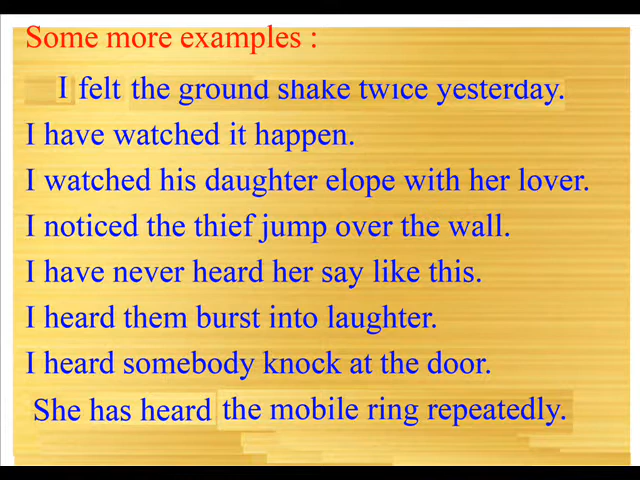 Some more examples :
I felt the ground shake twice yesterday.
I have watched it happen.
I watched his daughter elope with her lover.
I noticed the thief jump over the wall.
I have never heard her say like this.
I heard them burst into laughter.
I heard somebody knock at the door.
She has heard the mobile ring repeatedly.